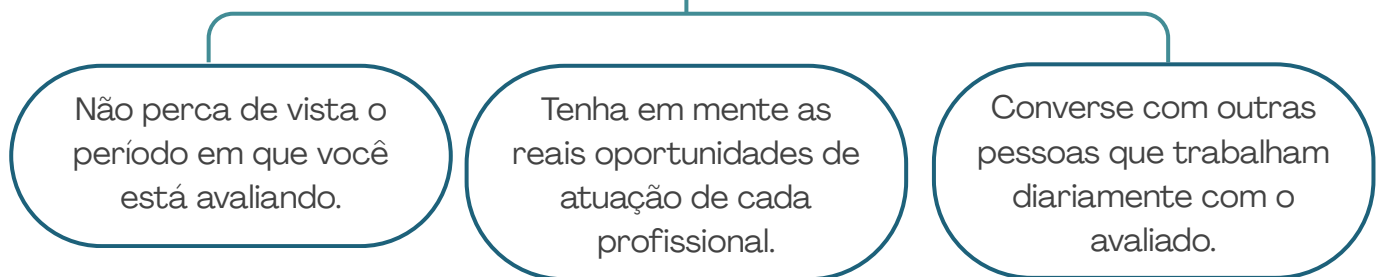 Não perca de vista o
período em que você
está avaliando.
Tenha em mente as
reais oportunidades de
atuação de cada
profissional.
Converse com outras
pessoas que trabalham
diariamente com o
avaliado.